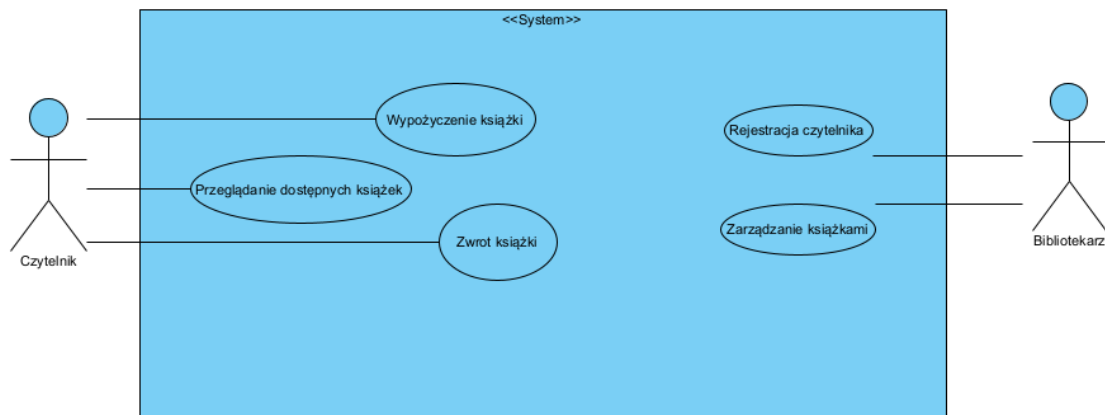 <<System>>
Wypożyczenie książki
Rejestracja czytelnika
Przeglądanie dostępnych książek
Zwrot książki
Zarządzanie książkami
Czytelnik
Bibliotekarz